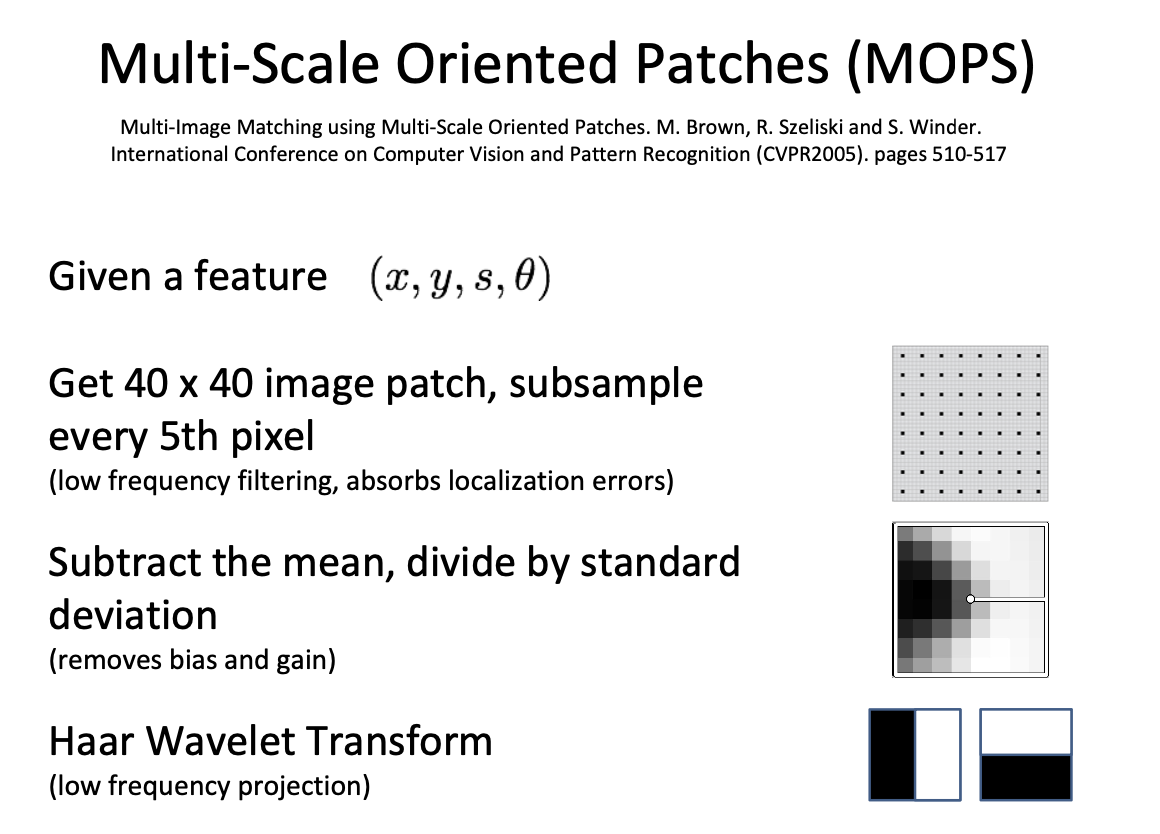 Multi-Scale Oriented Patches (MOPS)
Multi-Image Matching using Multi-Scale Oriented Patches. M. Brown, R. Szeliski and S. Winder.
International Conference on Computer Vision and Pattern Recognition (CVPR2005). pages 510-517
Given a feature (x, y, s, θ)
Get 40 x 40 image patch, subsample
every 5th pixel
(low frequency filtering, absorbs localization errors)
Subtract the mean, divide by standard
deviation
(removes bias and gain)
Haar Wavelet Transform
(low frequency projection)